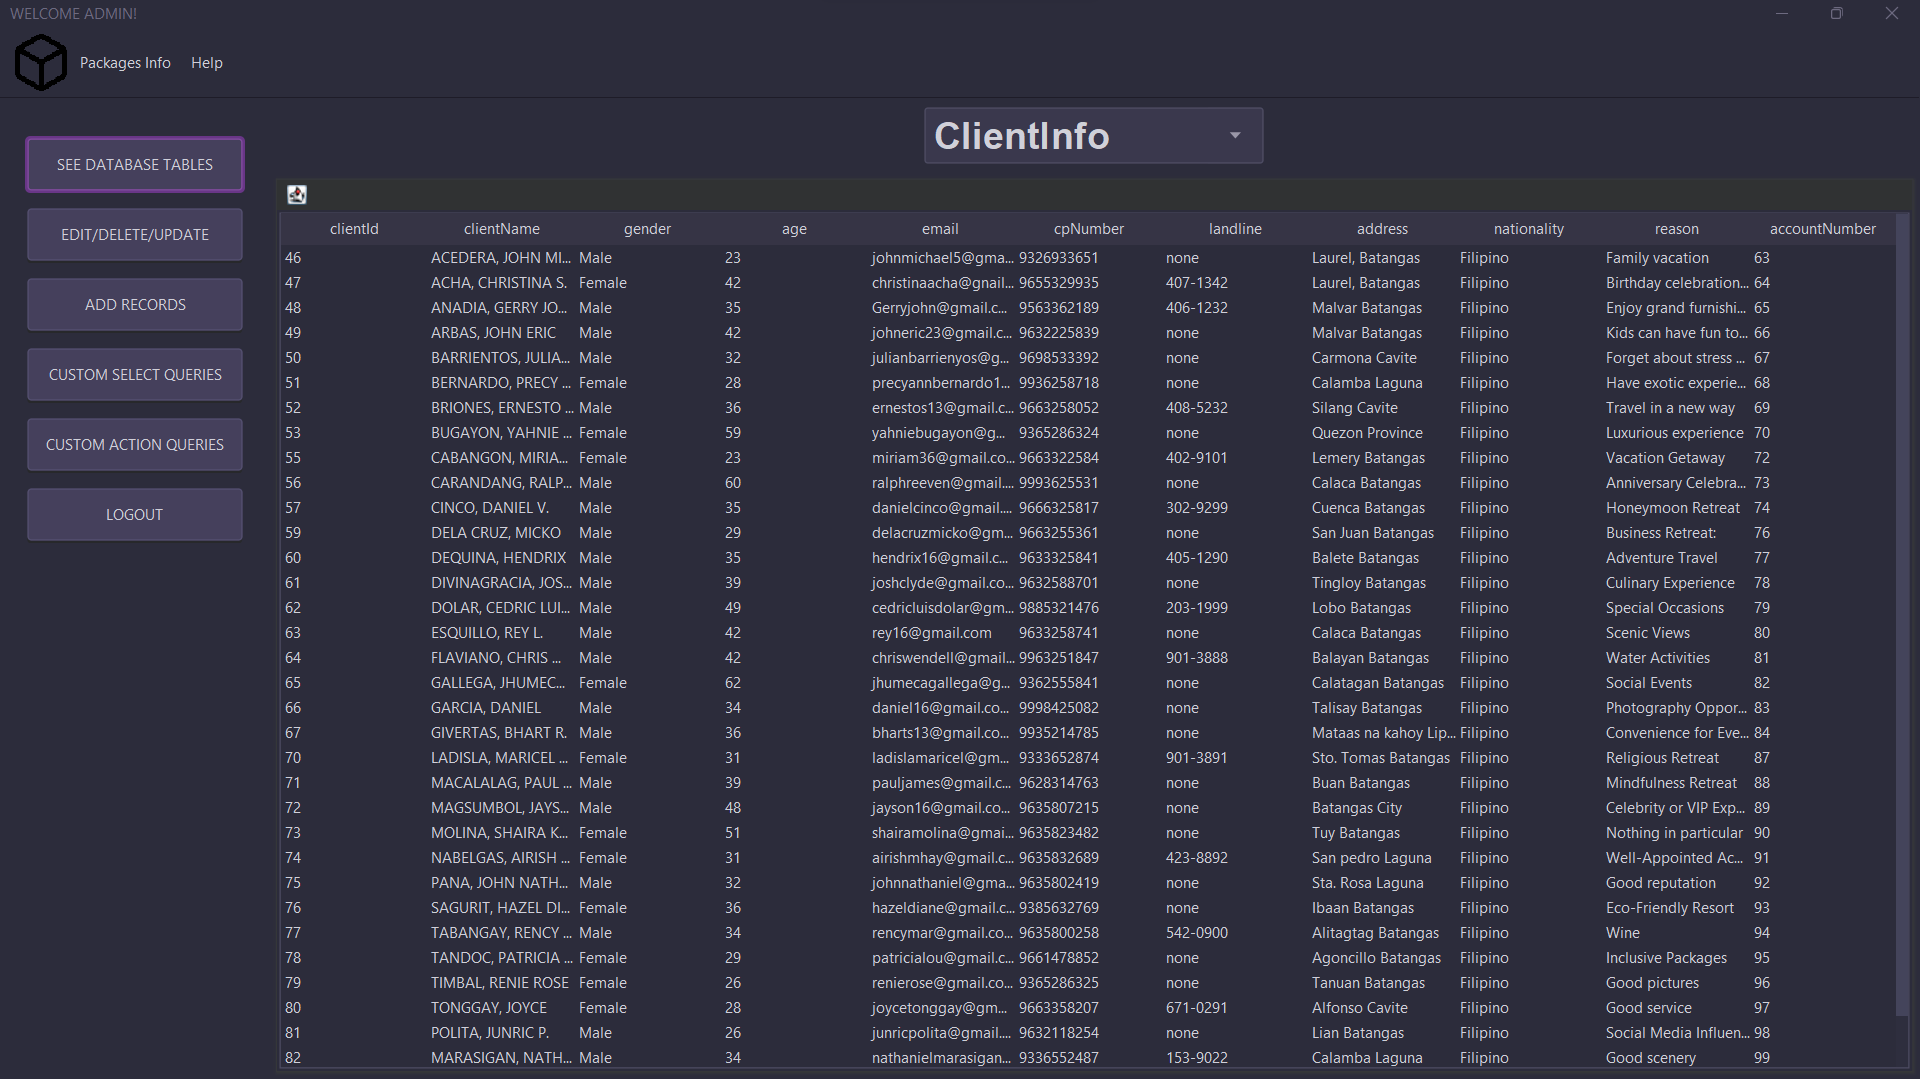 WELCOME ADMIN!
Packages Info Help
ClientInfo
SEE DATABASE TABLES
EDIT/DELETE/UPDATE
ADD RECORDS
CUSTOM SELECT QUERIES
CUSTOM ACTION QUERIES
LOGOUT
clientId clientName gender age email cpNumber landline address nationality reason accountNumber
46 ACEDERA, JOHN MI... Male 23 johnmichael5@gma... 9326933651 none Laurel, Batangas Filipino Family vacation 63
47 ACHA, CHRISTINA S. Female 42 christinaacha@gnail... 9655329935 407-1342 Laurel, Batangas Filipino Birthday celebration... 64
48 ANADIA, GERRY JO... Male 35 Gerryjohn@gmail.c... 9563362189 406-1232 Malvar Batangas Filipino Enjoy grand furnishi... 65
49 ARBAS, JOHN ERIC Male 42 johneric23@gmail.c... 9632225839 none Malvar Batangas Filipino Kids can have fun to... 66
50 BARRIENTOS, JULIA... Male 32 julianbarrienyos@g... 9698533392 none Carmona Cavite Filipino Forget about stress ... 67
51 BERNARDO, PRECY ... Female 28 precyannbernardo1... 9936258718 none Calamba Laguna Filipino Have exotic experie... 68
52 BRIONES, ERNESTO ... Male 36 ernestos13@gmail.c... 9663258052 408-5232 Silang Cavite Filipino Travel in a new way 69
53 BUGAYON, YAHNIE ... Female 59 yahniebugayon@g... 9365286324 none Quezon Province Filipino Luxurious experience 70
55 CABANGON, MIRIA... Female 23 miriam36@gmail.co... 9663322584 402-9101 Lemery Batangas Filipino Vacation Getaway 72
56 CARANDANG, RALP... Male 60 ralphreeven@gmail.... 9993625531 none Calaca Batangas Filipino Anniversary Celebra... 73
57 CINCO, DANIEL V. Male 35 danielcinco@gmail.... 9666325817 302-9299 Cuenca Batangas Filipino Honeymoon Retreat 74
59 DELA CRUZ, MICKO Male 29 delacruzmicko@gm... 9663255361 none San Juan Batangas Filipino Business Retreat: 76
60 DEQUINA, HENDRIX Male 35 hendrix16@gmail.c... 9633325841 405-1290 Balete Batangas Filipino Adventure Travel 77
61 DIVINAGRACIA, JOS... Male 39 joshclyde@gmail.co... 9632588701 none Tingloy Batangas Filipino Culinary Experience 78
62 DOLAR, CEDRIC LUI... Male 49 cedricluisdolar@gm... 9885321476 203-1999 Lobo Batangas Filipino Special Occasions 79
63 ESQUILLO, REY L. Male 42 rey16@gmail.com 9633258741 none Calaca Batangas Filipino Scenic Views 80
64 FLAVIANO, CHRIS ... Male 42 chriswendell@gmail... 9963251847 901-3888 Balayan Batangas Filipino Water Activities 81
65 GALLEGA, JHUMEC... Female 62 jhumecagallega@g... 9362555841 none Calatagan Batangas Filipino Social Events 82
66 GARCIA, DANIEL Male 34 daniel16@gmail.co... 9998425082 none Talisay Batangas Filipino Photography Oppor... 83
67 GIVERTAS, BHART R. Male 36 bharts13@gmail.co... 9935214785 none Mataas na kahoy Lip... Filipino Convenience for Eve... 84
70 LADISLA, MARICEL ... Female 31 ladislamaricel@gm... 9333652874 901-3891 Sto. Tomas Batangas Filipino Religious Retreat 87
71 MACALALAG, PAUL ... Male 39 pauljames@gmail.c... 9628314763 none Buan Batangas Filipino Mindfulness Retreat 88
72 MAGSUMBOL, JAYS... Male 48 jayson16@gmail.co... 9635807215 none Batangas City Filipino Celebrity or VIP Exp... 89
73 MOLINA, SHAIRA K... Female 51 shairamolina@gmai... 9635823482 none Tuy Batangas Filipino Nothing in particular 90
74 NABELGAS, AIRISH ... Female 31 airishmhay@gmail.c... 9635832689 423-8892 San pedro Laguna Filipino Well-Appointed Ac... 91
75 PANA, JOHN NATH... Male 32 johnnathaniel@gma... 9635802419 none Sta. Rosa Laguna Filipino Good reputation 92
76 SAGURIT, HAZEL DI... Female 36 hazeldiane@gmail.c... 9385632769 none Ibaan Batangas Filipino Eco-Friendly Resort 93
77 TABANGAY, RENCY ... Male 34 rencymar@gmail.co... 9635800258 542-0900 Alitagtag Batangas Filipino Wine 94
78 TANDOC, PATRICIA ... Female 29 patricialou@gmail.c... 9661478852 none Agoncillo Batangas Filipino Inclusive Packages 95
79 TIMBAL, RENIE ROSE Female 26 renierose@gmail.co... 9365286325 none Tanuan Batangas Filipino Good pictures 96
80 TONGGAY, JOYCE Female 28 joycetonggay@gm... 9663358207 671-0291 Alfonso Cavite Filipino Good service 97
81 POLITA, JUNRIC P. Male 26 junricpolita@gmail.... 9632118254 none Lian Batangas Filipino Social Media Influen... 98
82 MARASIGAN, NATH... Male 34 nathanielmarasigan... 9336552487 153-9022 Calamba Laguna Filipino Good scenery 99